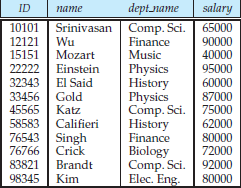 ID name dept_name salary
10101 Srinivasan Comp. Sci. 65000
12121 Wu Finance 90000
15151 Mozart Music 40000
22222 Einstein Physics 95000
32343 El Said History 60000
33456 Gold Physics 87000
45565 Katz Comp. Sci. 75000
58583 Califieri History 62000
76543 Singh Finance 80000
76766 Crick Biology 72000
83821 Brandt Comp. Sci. 92000
98345 Kim Elec. Eng. 80000